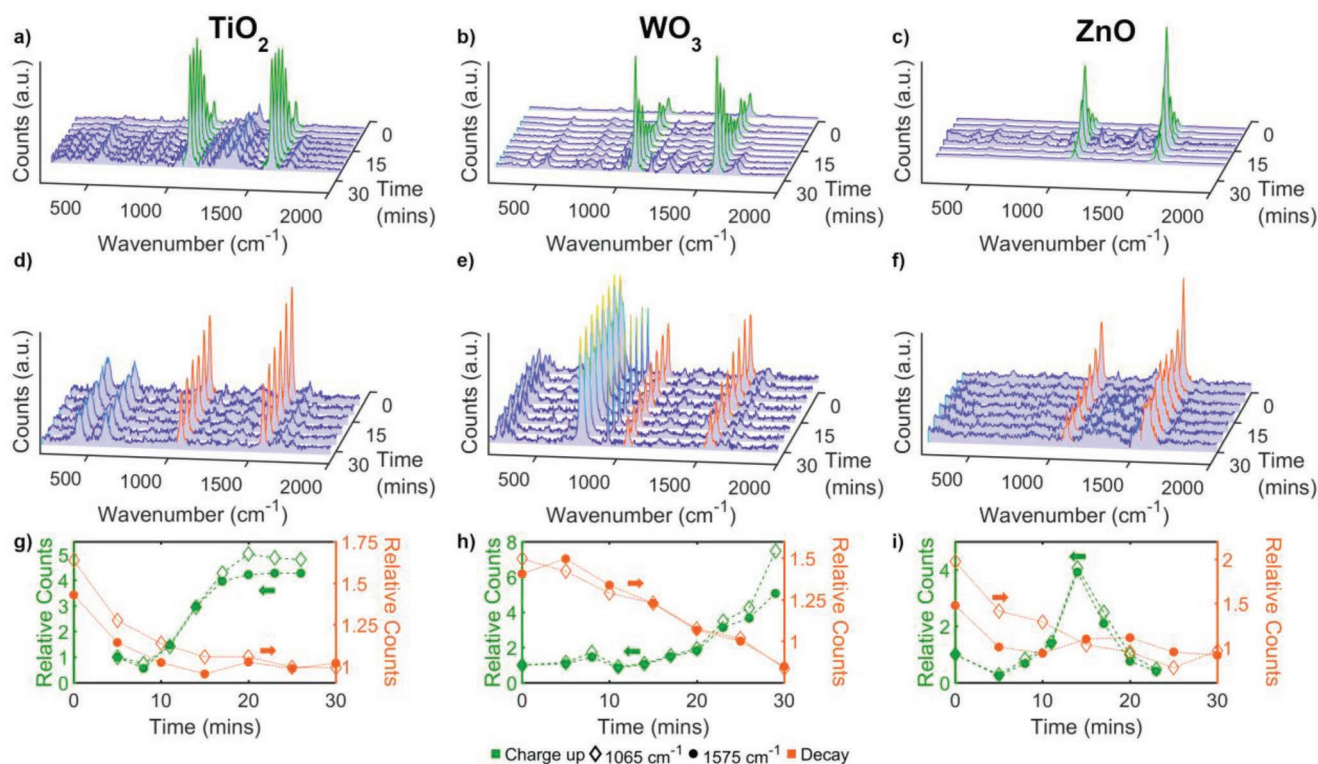 TiO2
WO3
ZnO
a)
b)
c)
Counts (a.u.)
Counts (a.u.)
Counts (a.u.)
0
15
30
Time
(mins)
0
15
30
Time
(mins)
0
15
30
Time
(mins)
500 1000 1500 2000
500 1000 1500 2000
500 1000 1500 2000
Wavenumber (cm-1)
Wavenumber (cm-1)
Wavenumber (cm-1)
d)
e)
f)
Counts (a.u.)
Counts (a.u.)
Counts (a.u.)
0
15
30
Time
(mins)
0
15
30
Time
(mins)
0
15
30
Time
(mins)
500 1000 1500 2000
500 1000 1500 2000
500 1000 1500 2000
Wavenumber (cm-1)
Wavenumber (cm-1)
Wavenumber (cm-1)
g)
Relative Counts
5
4
3
2
1
0
1.75
1.5
1.25
1
Relative Counts
0 10 20 30
Time (mins)
h)
Relative Counts
8
6
4
2
0
1.5
1.25
1
Relative Counts
0 10 20 30
Time (mins)
i)
Relative Counts
4
2
0
2
1.5
1
Relative Counts
0 10 20 30
Time (mins)
Charge up 1065 cm-1 1575 cm-1 Decay